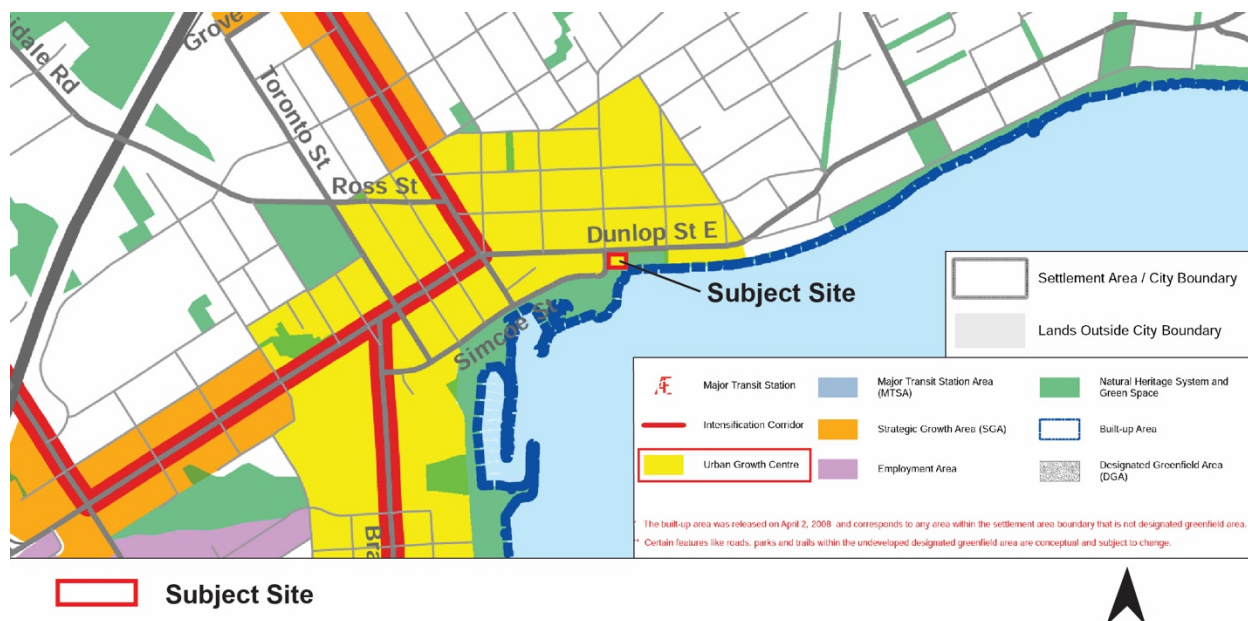 idale Rd
Grove
Toronto St
Ross St
Dunlop St E
Subject Site
Simcoe St
Bra
Settlement Area / City Boundary
Lands Outside City Boundary
Major Transit Station
Major Transit Station Area
(MTSA)
Natural Heritage System and
Green Space
Intensification Corridor
Strategic Growth Area (SGA)
Built-up Area
Urban Growth Centre
Employment Area
Designated Greenfield Area
(DGA)
* The built-up area was released on April 2, 2008 and corresponds to any area within the settlement area boundary that is not designated greenfield area.
** Certain features like roads, parks and trails within the undeveloped designated greenfield area are conceptual and subject to change.
Subject Site